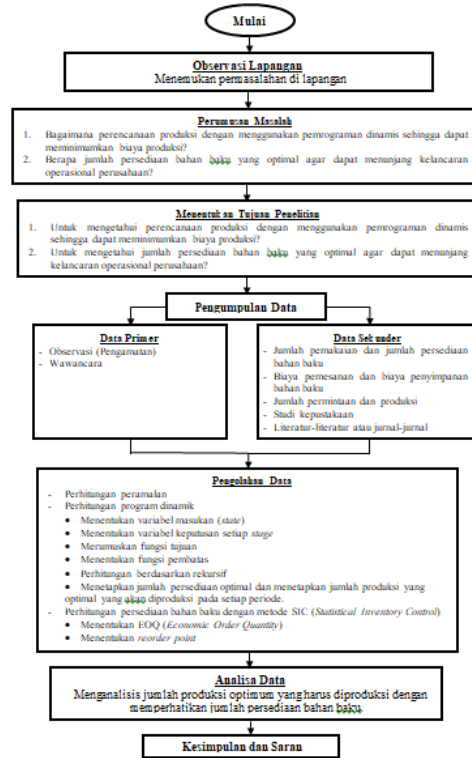 Mulai
Observasi Lapangan
Menemukan permasalahan di lapangan
Perumusan Masalah
1. Bagaimana perencanaan produksi dengan menggunakan pemrograman dinamis sehingga dapat
meminimumkan biaya produksi?
2. Berapa jumlah persediaan bahan baku yang optimal agar dapat menunjang kelancaran
operasional perusahaan?
Menentukan Tujuan Penelitian
1. Untuk mengetahui perencanaan produksi dengan menggunakan pemrograman dinamis
sehingga dapat meminimumkan biaya produksi?
2. Untuk mengetahui jumlah persediaan bahan baku yang optimal agar dapat menunjang
kelancaran operasional perusahaan?
Pengumpulan Data
Data Primer
- Observasi (Pengamatan)
- Wawancara
Data Sekunder
- Jumlah pemakaian dan jumlah persediaan
bahan baku
- Biaya pemesanan dan biaya penyimpanan
bahan baku
- Jumlah permintaan dan produksi
- Studi kepustakaan
- Literatur-literatur atau jurnal-jurnal
Pengolahan Data
- Perhitungan peramalan
- Perhitungan program dinamik
• Menentukan variabel masukan (state)
• Menentukan variabel keputusan setiap stage
• Merumuskan fungsi tujuan
• Menentukan fungsi pembatas
• Perhitungan berdasarkan rekursif
• Menetapkan jumlah persediaan optimal dan menetapkan jumlah produksi yang
optimal yang akan diproduksi pada setiap periode.
- Perhitungan persediaan bahan baku dengan metode SIC (Statistical Inventory Control)
• Menentukan EOQ (Economic Order Quantity)
• Menentukan reorder point
Analisa Data
Menganalisis jumlah produksi optimum yang harus diproduksi dengan
memperhatikan jumlah persediaan bahan baku
Kesimpulan dan Saran